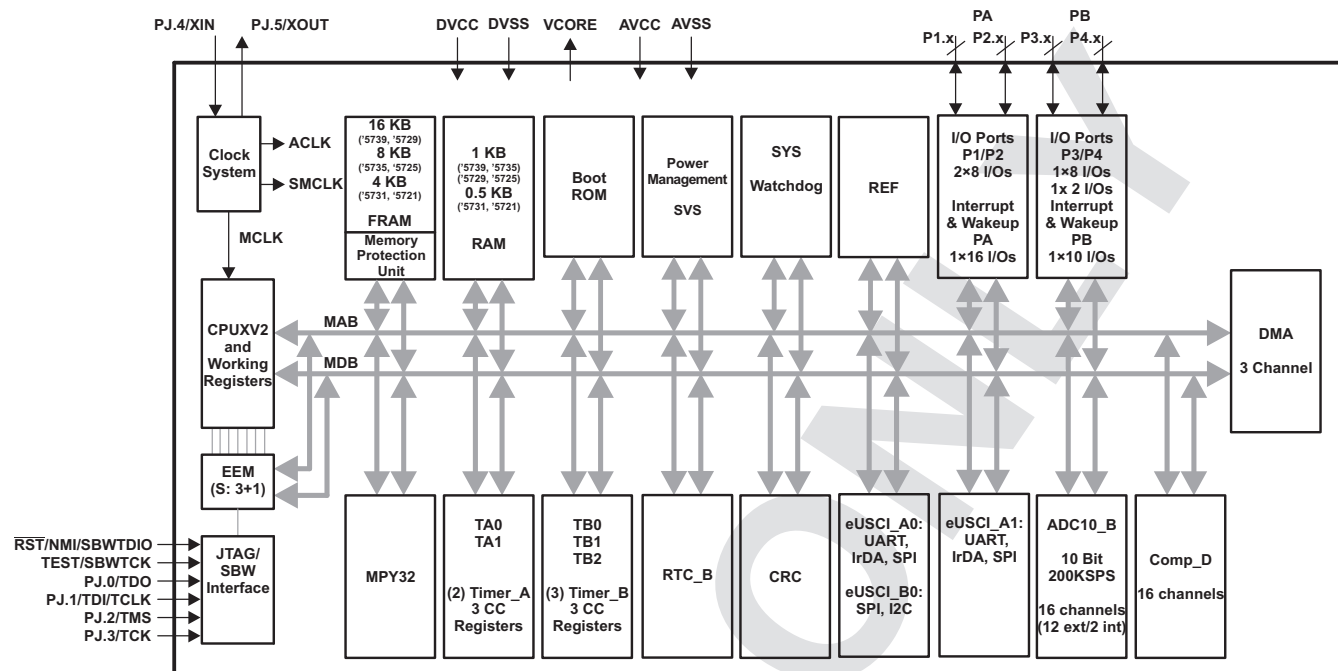 PJ.4/XIN
PJ.5/XOUT
DVCC
DVSS
VCORE
AVCC
AVSS
PA
PB
P1.x
P2.x
P3.x
P4.x
Clock
System
ACLK
SMCLK
MCLK
16 KB
('5739, '5729)
8 KB
('5735, '5725)
4 KB
('5731, '5721)
FRAM
Memory
Protection
Unit
1 KB
('5739, '5735)
('5729, '5725)
0.5 KB
('5731, '5721)
RAM
Boot
ROM
Power
Management
SVS
SYS
Watchdog
REF
I/O Ports
P1/P2
2×8 I/Os
Interrupt
& Wakeup
PA
1×16 I/Os
I/O Ports
P3/P4
1×8 I/Os
1x 2 I/Os
Interrupt
& Wakeup
PB
1×10 I/Os
CPUXV2
and
Working
Registers
MAB
MDB
DMA
3 Channel
EEM
(S: 3+1)
RST/NMI/SBWTDIO
TEST/SBWTCK
PJ.0/TDO
PJ.1/TDI/TCLK
PJ.2/TMS
PJ.3/TCK
JTAG/
SBW
Interface
MPY32
TA0
TA1
(2) Timer_A
3 CC
Registers
TB0
TB1
TB2
(3) Timer_B
3 CC
Registers
RTC_B
CRC
eUSCI_A0:
UART,
IrDA, SPI
eUSCI_B0:
SPI, I2C
eUSCI_A1:
UART,
IrDA, SPI
ADC10_B
10 Bit
200KSPS
16 channels
(12 ext/2 int)
Comp_D
16 channels
ONLY